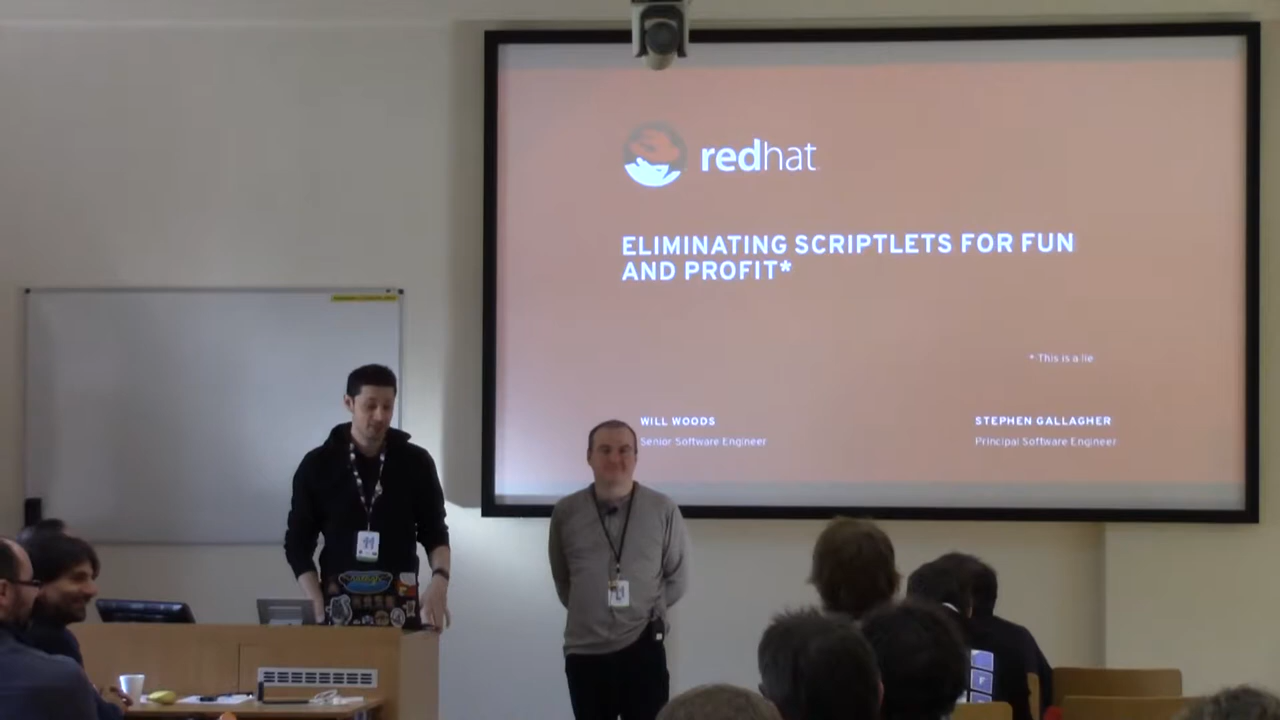 redhat
ELIMINATING SCRIPTLETS FOR FUN
AND PROFIT*
* This is a lie
WILL WOODS
Senior Software Engineer
STEPHEN GALLAGHER
Principal Software Engineer